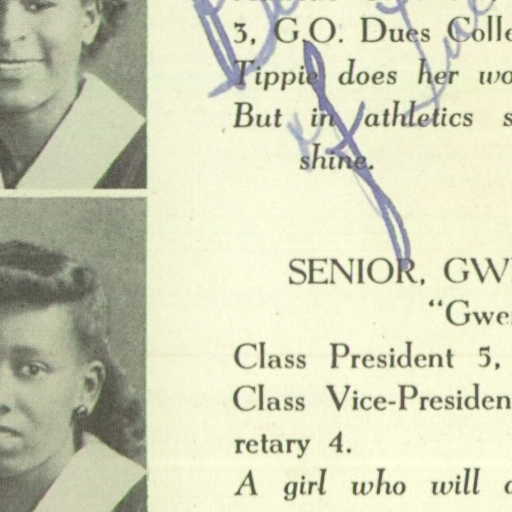 3, G.O. Dues Colle
Tippie does her wo
But in athletics s
shine.
SENIOR, GW
"Gwe
Class President 5,
Class Vice-Presiden
retary 4.
A girl who will